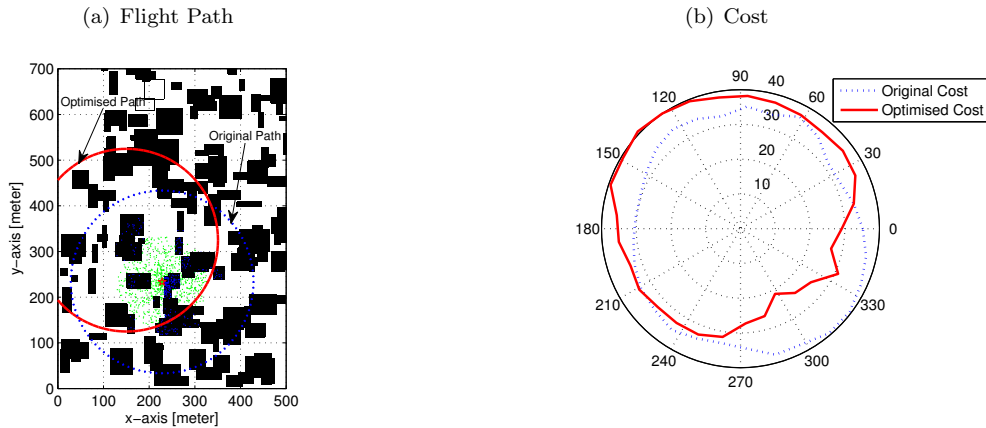 (a) Flight Path
700
600
500
400
300
200
100
0
0 100 200 300 400 500
y−axis [meter]
x−axis [meter]
Optimised Path
Original Path
(b) Cost
90
40
60
30
0
330
300
270
240
210
180
150
120
30
20
10
Original Cost
Optimised Cost